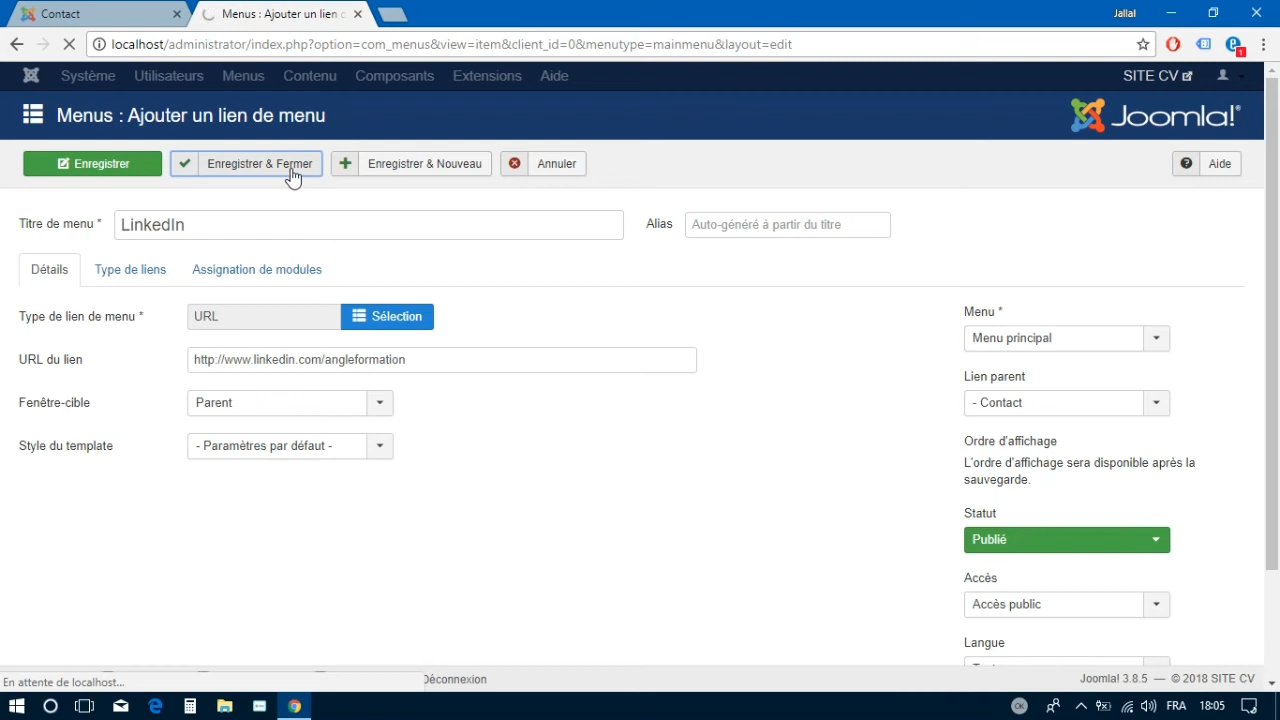 Contact
Menus : Ajouter un lien d
Jallal
localhost/administrator/index.php?option=com_menus&view=item&client_id=0&menutype=mainmenu&layout=edit
1
Système Utilisateurs Menus Contenu Composants Extensions Aide
SITE CV
Menus : Ajouter un lien de menu
Joomla!®
Enregistrer
Enregistrer & Fermer
Enregistrer & Nouveau
Annuler
Aide
Titre de menu *
LinkedIn
Alias
Auto-généré à partir du titre
Détails
Type de liens
Assignation de modules
Type de lien de menu *
URL
Sélection
URL du lien
http://www.linkedin.com/angleformation
Fenêtre-cible
Parent
Style du template
- Paramètres par défaut -
Menu *
Menu principal
Lien parent
- Contact
Ordre d'affichage
L'ordre d'affichage sera disponible après la
sauvegarde.
Statut
Publié
Accès
Accès public
Langue
En attente de localhost...
Déconnexion
Joomla! 3.8.5 — © 2018 SITE CV
OK
FRA
18:05